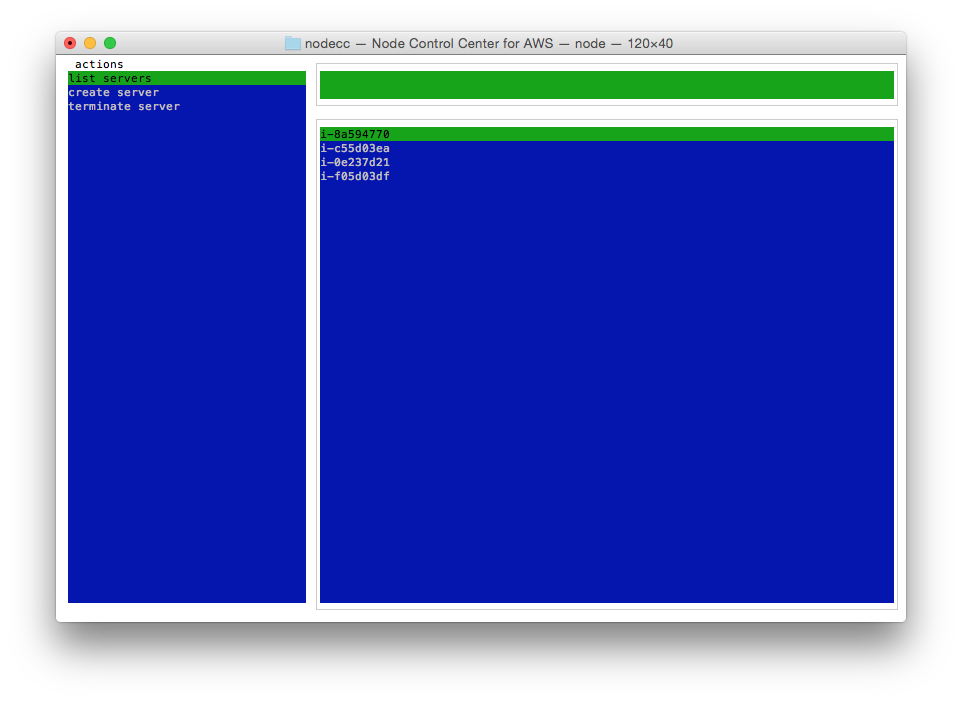 nodecc — Node Control Center for AWS — node — 120×40
actions
list servers
create server
terminate server
i-8a594770
i-c55d03ea
i-0e237d21
i-f05d03df